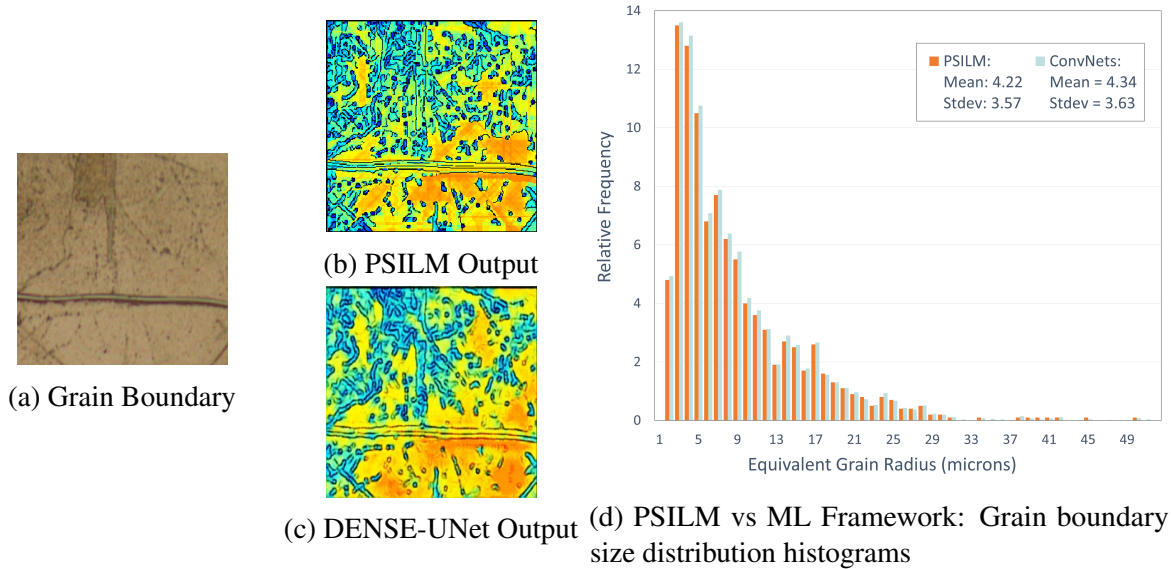 (a) Grain Boundary
(b) PSILM Output
(c) DENSE-UNet Output
14
12
10
8
6
4
2
0
Relative Frequency
PSILM:
Mean: 4.22
Stdev: 3.57
ConvNets:
Mean = 4.34
Stdev = 3.63
1 5 9 13 17 21 25 29 33 37 41 45 49
Equivalent Grain Radius (microns)
(d) PSILM vs ML Framework: Grain boundary
size distribution histograms